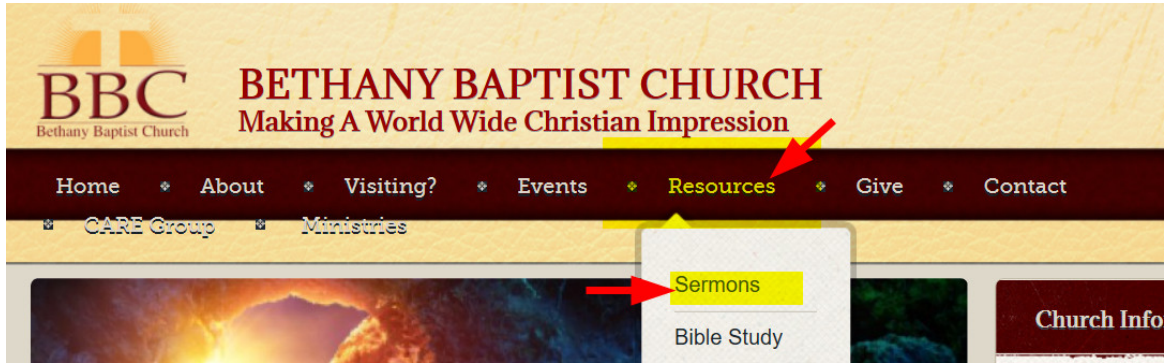 BBC
Bethany Baptist Church
BETHANY BAPTIST CHURCH
Making A World Wide Christian Impression
Home About Visiting? Events Resources Give Contact
CARE Group Ministries
Sermons
Bible Study
Church Info